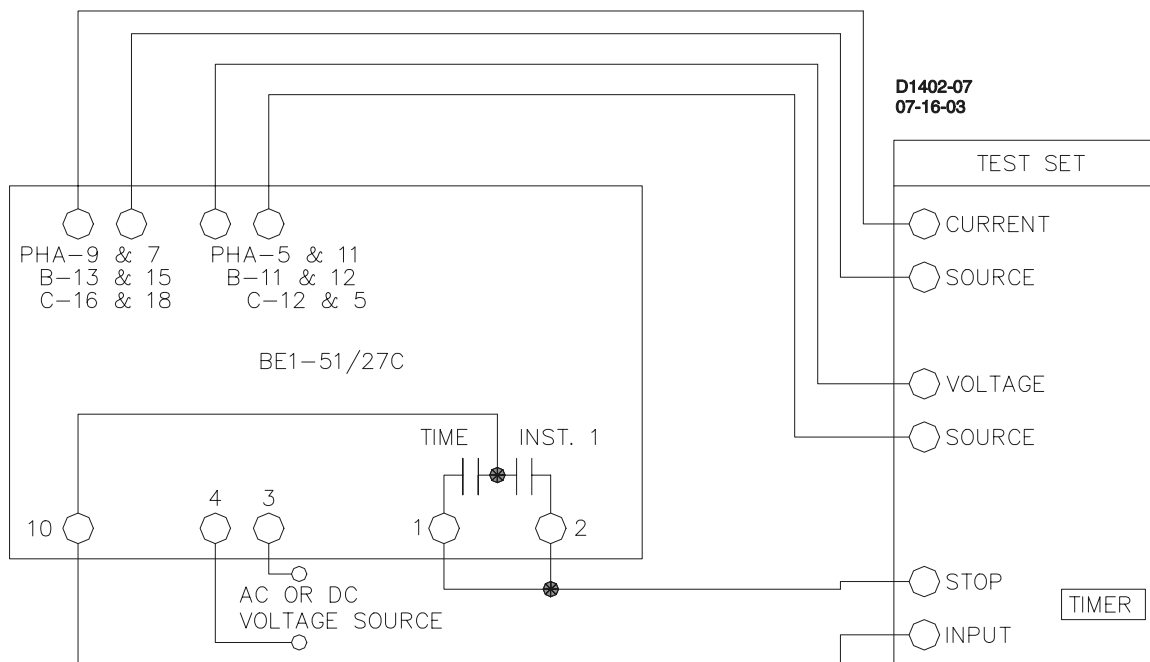 D1402-07
07-16-03
TEST SET
CURRENT
PHA-9 & 7
B-13 & 15
C-16 & 18
PHA-5 & 11
B-11 & 12
C-12 & 5
SOURCE
BE1-51/27C
VOLTAGE
TIME
INST. 1
SOURCE
10
4
3
1
2
AC OR DC
VOLTAGE SOURCE
STOP
TIMER
INPUT